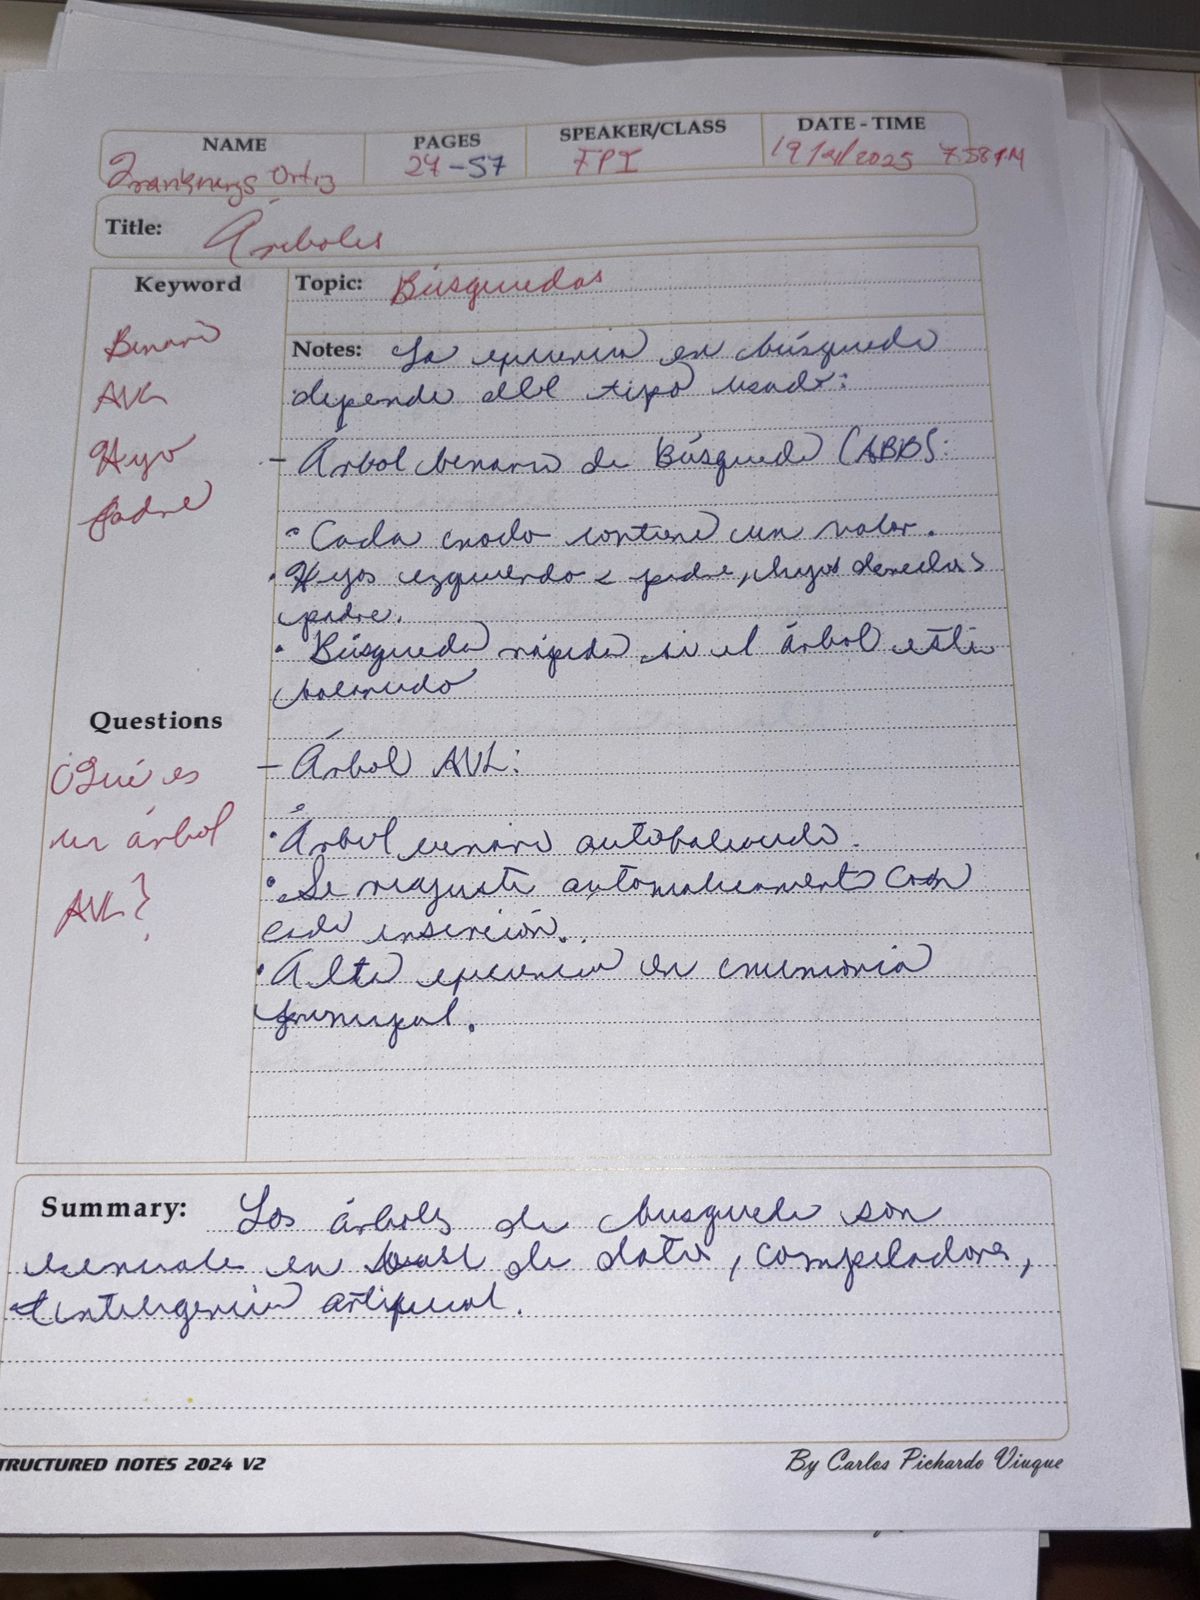 NAME PAGES SPEAKER/CLASS DATE - TIME
Ortiz 24-57 FPI 19/4/2025 7:58 PM
Title: Árboles
Keyword
Binario
AVL
Hijo
Padre
Topic: Búsquedas
Notes: La eficiencia en búsqueda
depende del tipo usado:
- Árbol binario de Búsqueda (ABB):
• Cada nodo contiene un valor.
• Hijos izquierdo < padre, hijos derechos >
padre.
• Búsqueda rápida si el árbol está
balanceado
Questions
¿Qué es
un árbol
AVL?
- Árbol AVL:
• Árbol binario autobalanceado.
• Se reajusta automáticamente con
cada inserción.
• Alta eficiencia en memoria
principal.
Summary: Los árboles de busqueda son
esenciales en base de datos, compiladores,
inteligencia artificial.
TRUCTURED NOTES 2024 V2
By Carlos Pichardo Viuque